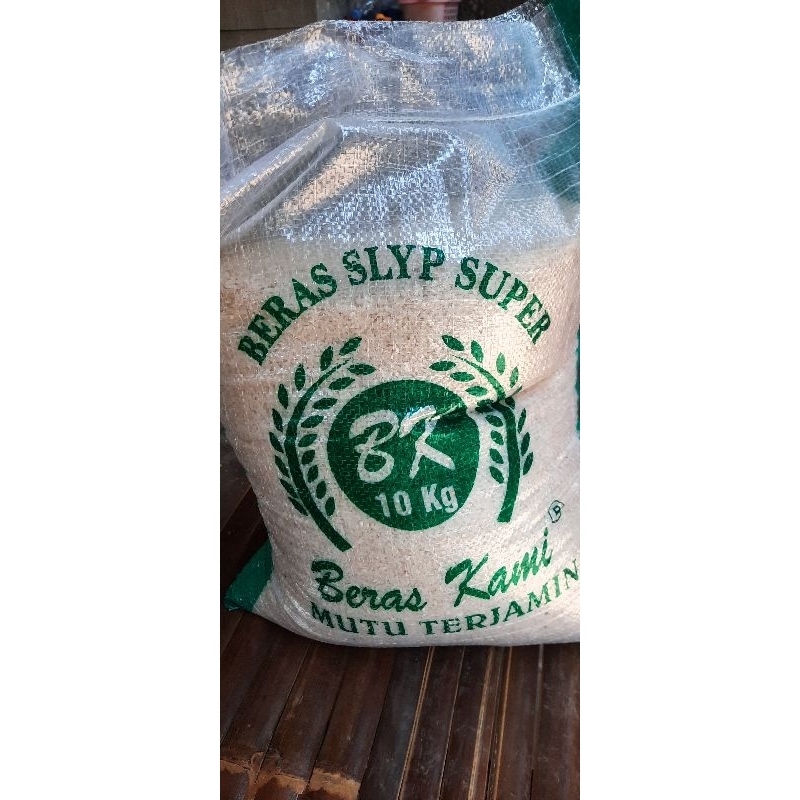 BERAS SLYP SUPER
BK
10 Kg
Beras Kami
MUTU TERJAMIN